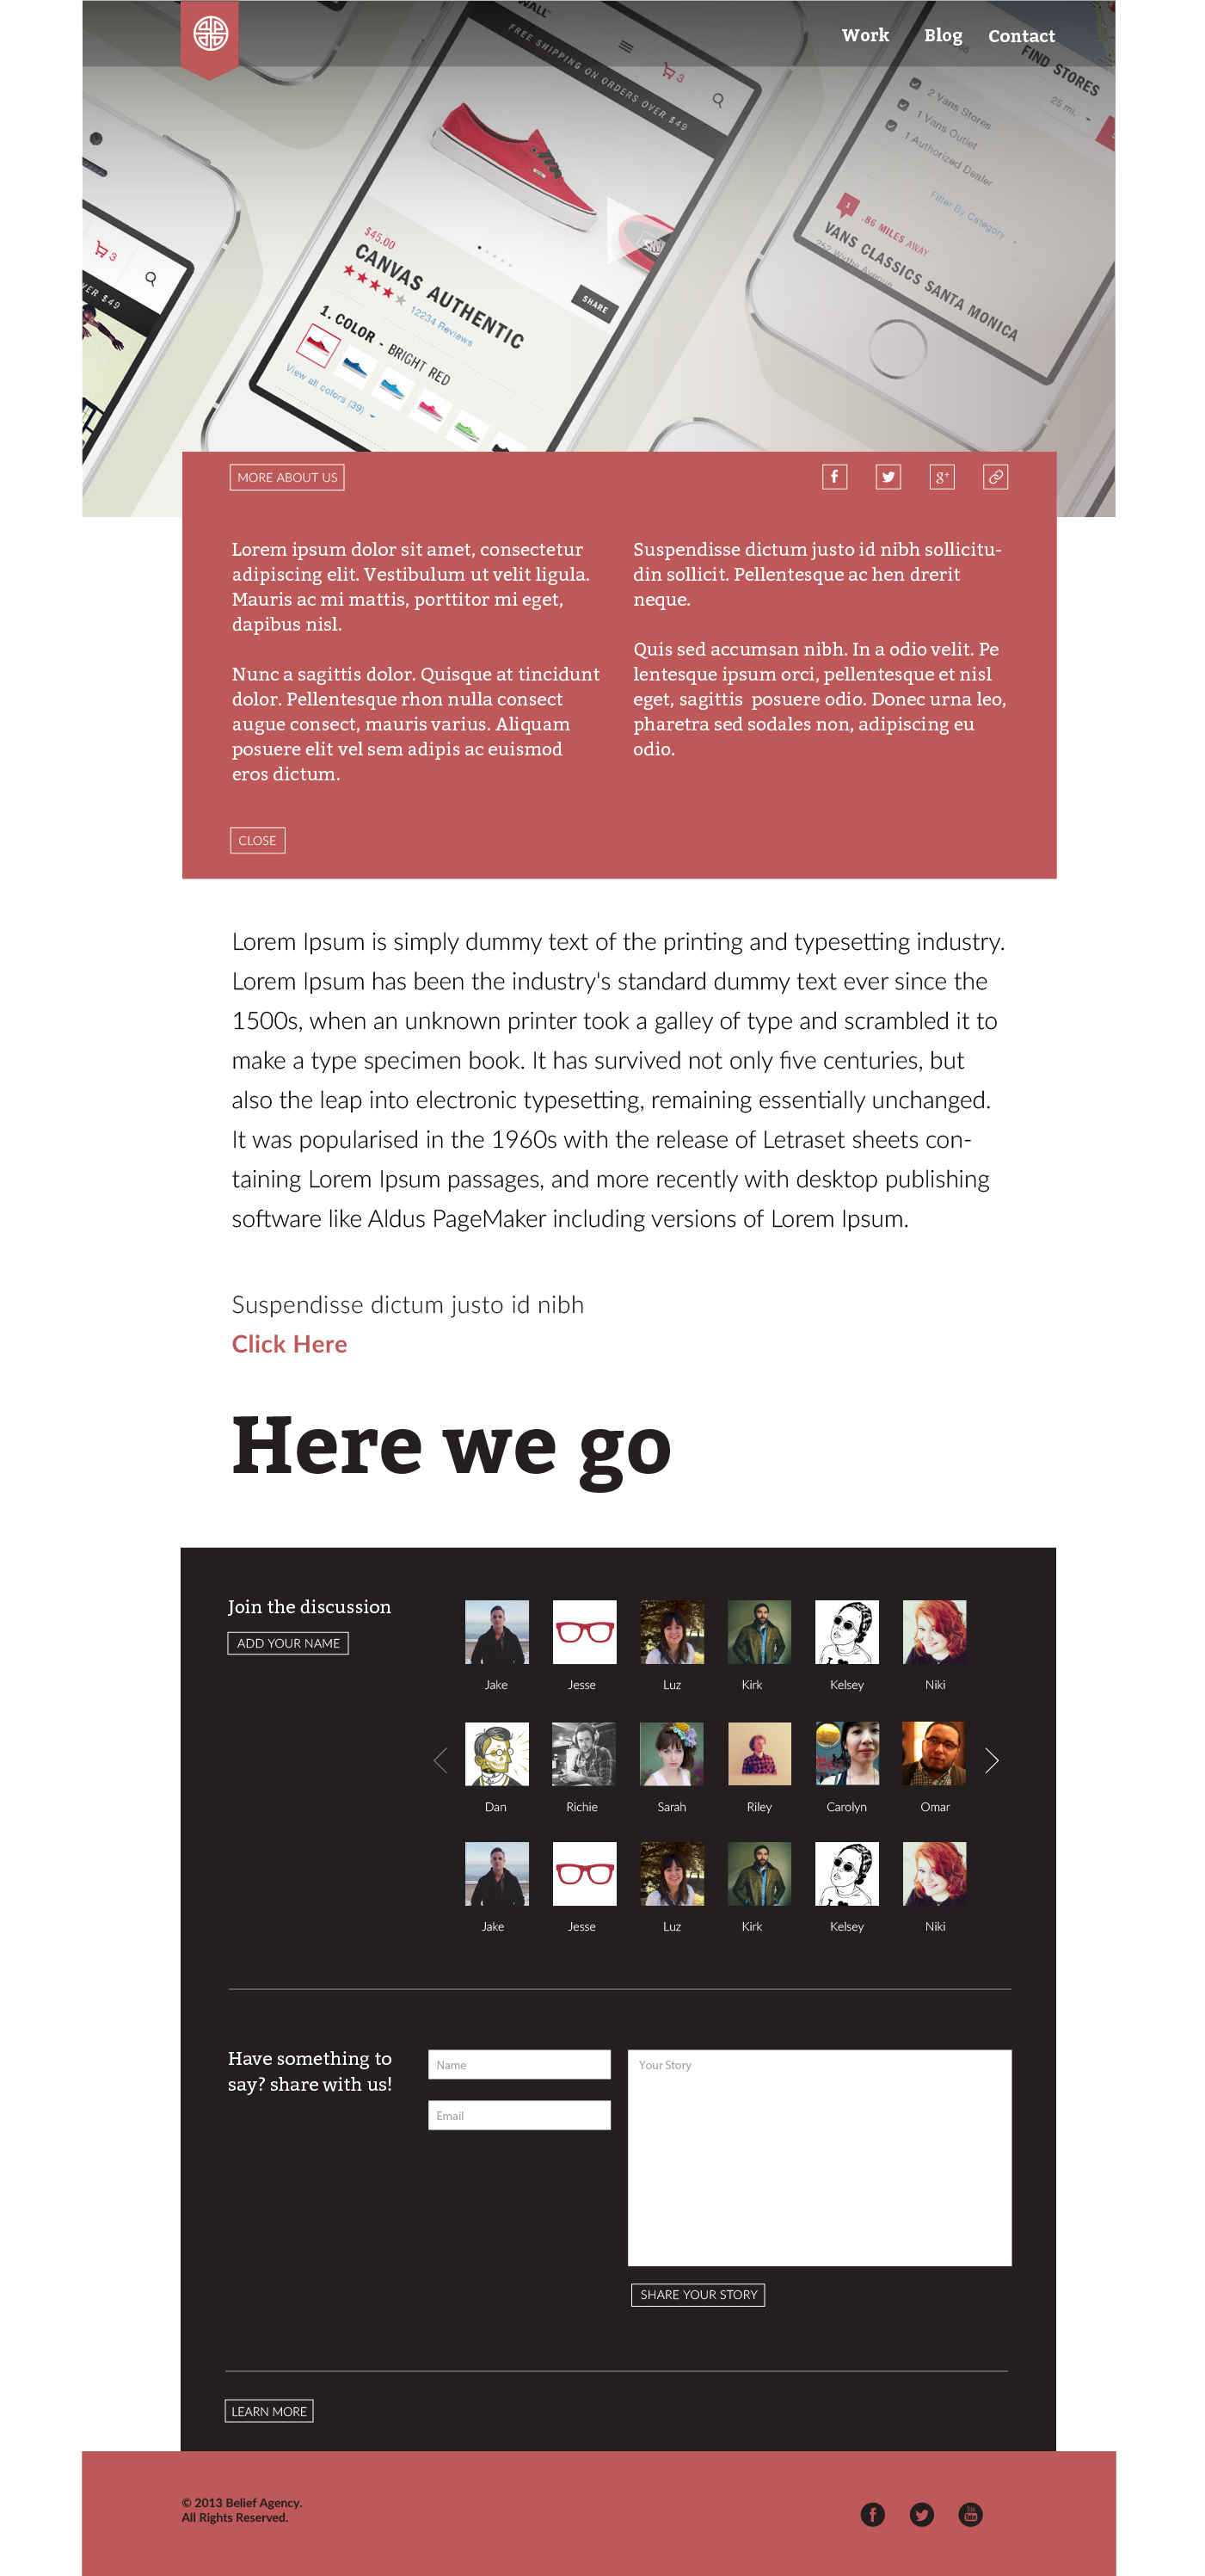 WALL™
Work
Blog
Contact
FREE SHIPPING ON ORDERS OVER $49
3
FIND STORES
25 mi.
2 Vans Stores
1 Vans Outlet
1 Authorized Dealer
Filter By Category
1
.86 MILES AWAY
VANS CLASSICS SANTA MONICA
3
$45.00
CANVAS AUTHENTIC
12234 Reviews
SHARE
1. COLOR - BRIGHT RED
View all colors (39)
MORE ABOUT US
Lorem ipsum dolor sit amet, consectetur
adipiscing elit. Vestibulum ut velit ligula.
Mauris ac mi mattis, porttitor mi eget,
dapibus nisl.
Nunc a sagittis dolor. Quisque at tincidunt
dolor. Pellentesque rhon nulla consect
augue consect, mauris varius. Aliquam
posuere elit vel sem adipis ac euismod
eros dictum.
Suspendisse dictum justo id nibh sollicitu-
din sollicit. Pellentesque ac hen drerit
neque.
Quis sed accumsan nibh. In a odio velit. Pe
lentesque ipsum orci, pellentesque et nisl
eget, sagittis posuere odio. Donec urna leo,
pharetra sed sodales non, adipiscing eu
odio.
CLOSE
Lorem Ipsum is simply dummy text of the printing and typesetting industry.
Lorem Ipsum has been the industry's standard dummy text ever since the
1500s, when an unknown printer took a galley of type and scrambled it to
make a type specimen book. It has survived not only five centuries, but
also the leap into electronic typesetting, remaining essentially unchanged.
It was popularised in the 1960s with the release of Letraset sheets con-
taining Lorem Ipsum passages, and more recently with desktop publishing
software like Aldus PageMaker including versions of Lorem Ipsum.
Suspendisse dictum justo id nibh
Click Here
Here we go
Join the discussion
ADD YOUR NAME
Jake
Jesse
Luz
Kirk
Kelsey
Niki
Dan
Richie
Sarah
Riley
Carolyn
Omar
Jake
Jesse
Luz
Kirk
Kelsey
Niki
Have something to
say? share with us!
Name
Email
Your Story
SHARE YOUR STORY
LEARN MORE
© 2013 Belief Agency.
All Rights Reserved.